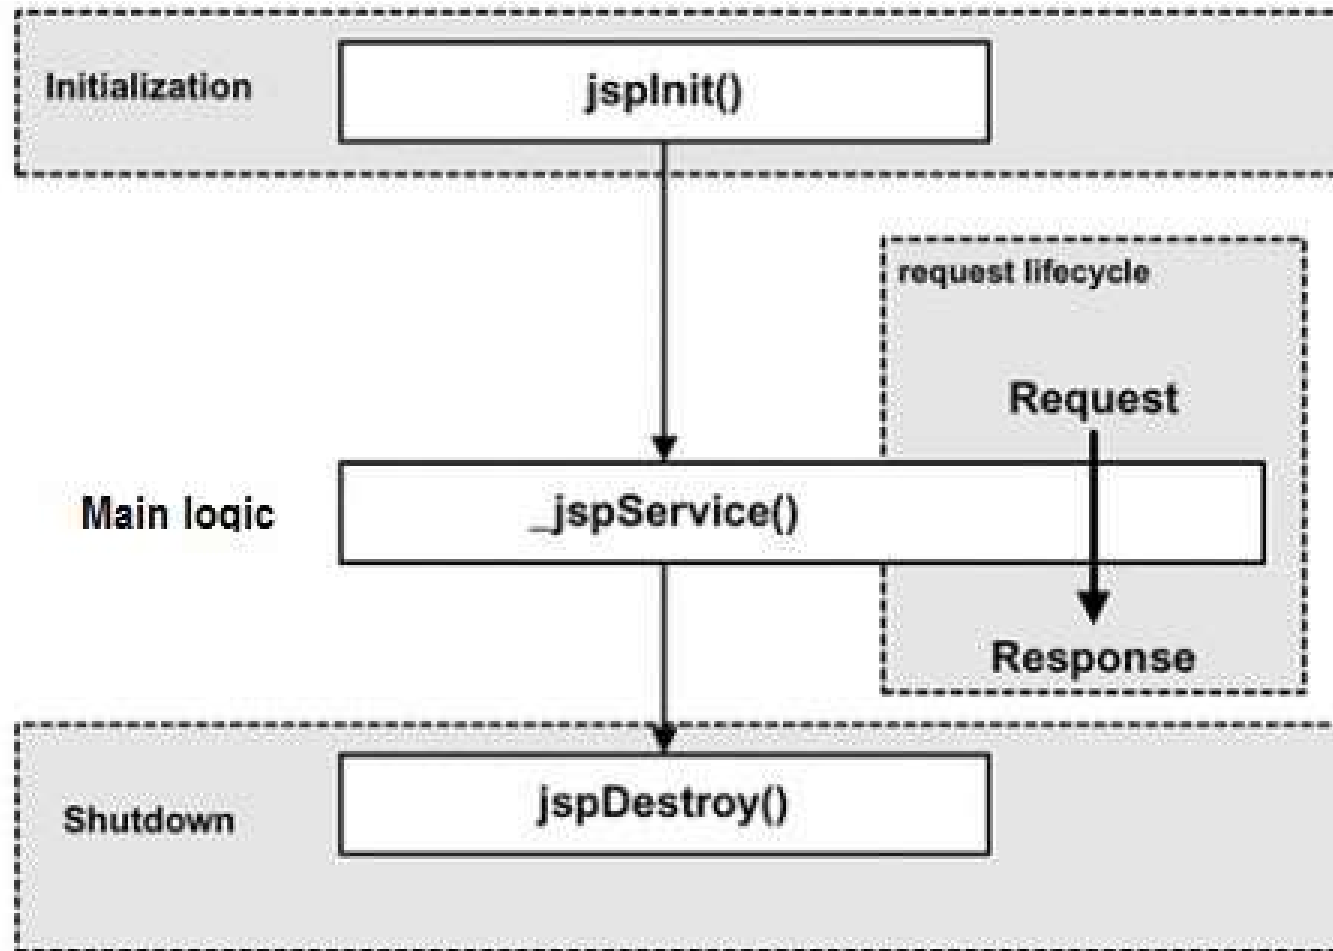 Initialization
jspInit()
request lifecycle
Request
Main logic
_jspService()
Response
Shutdown
jspDestroy()